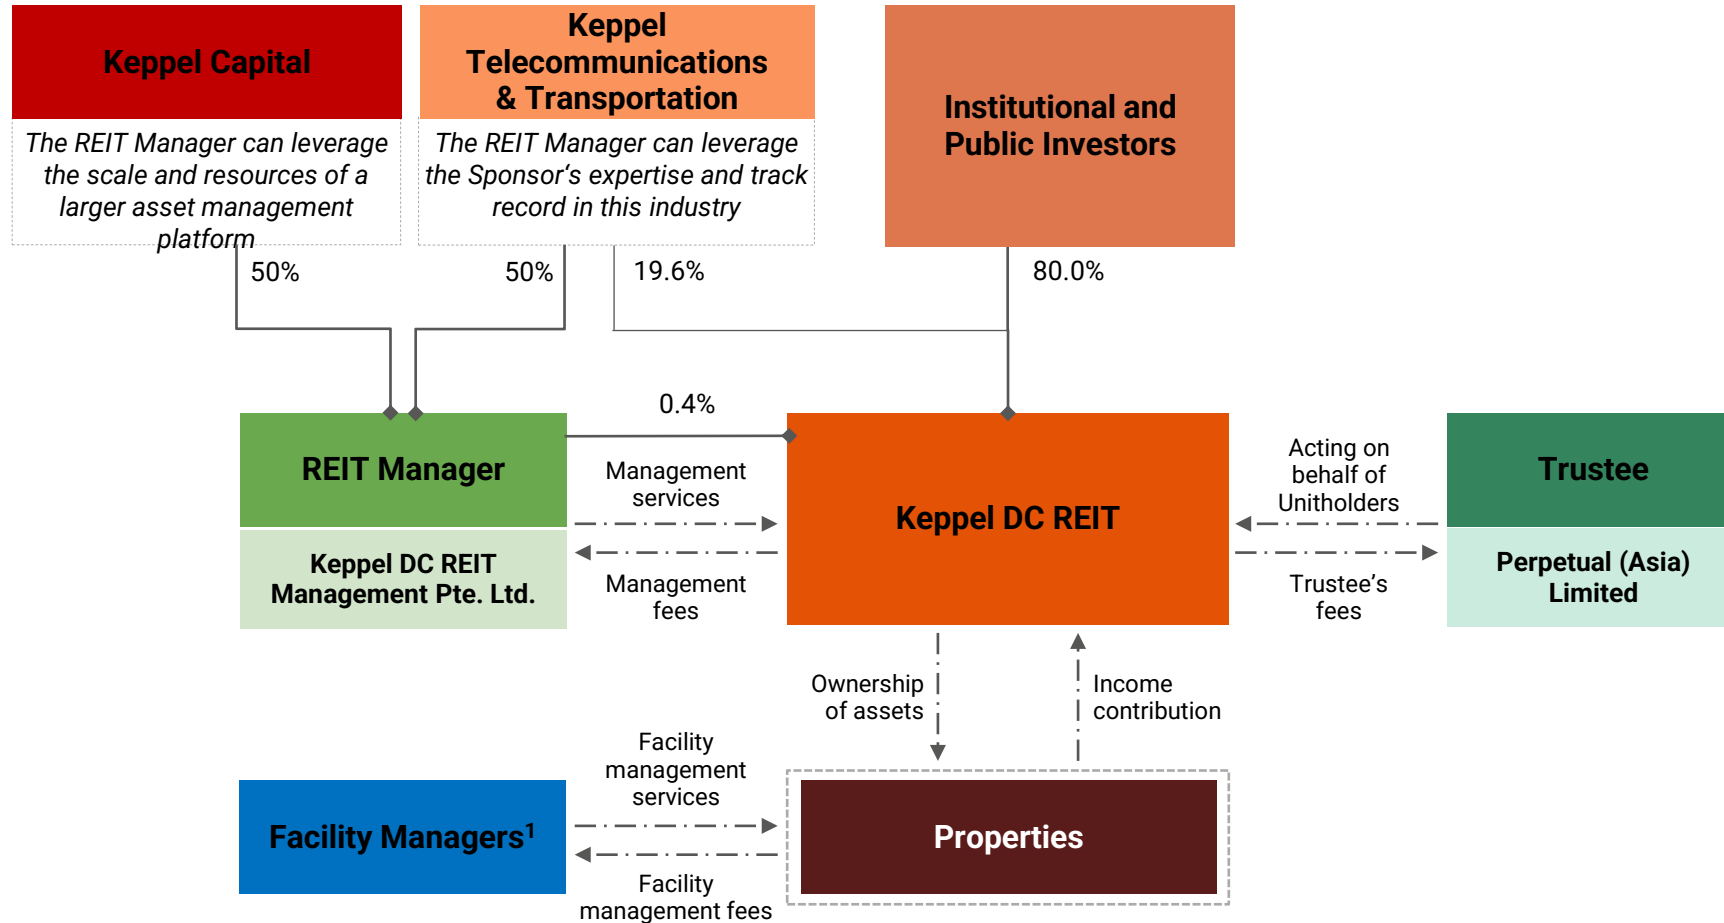 Keppel Capital
Keppel
Telecommunications
& Transportation
Institutional and
Public Investors
The REIT Manager can leverage
the scale and resources of a
larger asset management
platform
The REIT Manager can leverage
the Sponsor‘s expertise and track
record in this industry
50%
50%
19.6%
80.0%
0.4%
REIT Manager
Keppel DC REIT
Management Pte. Ltd.
Management
services
Management
fees
Keppel DC REIT
Acting on
behalf of
Unitholders
Trustee’s
fees
Trustee
Perpetual (Asia)
Limited
Ownership
of assets
Income
contribution
Facility
management
services
Facility Managers¹
Facility
management fees
Properties